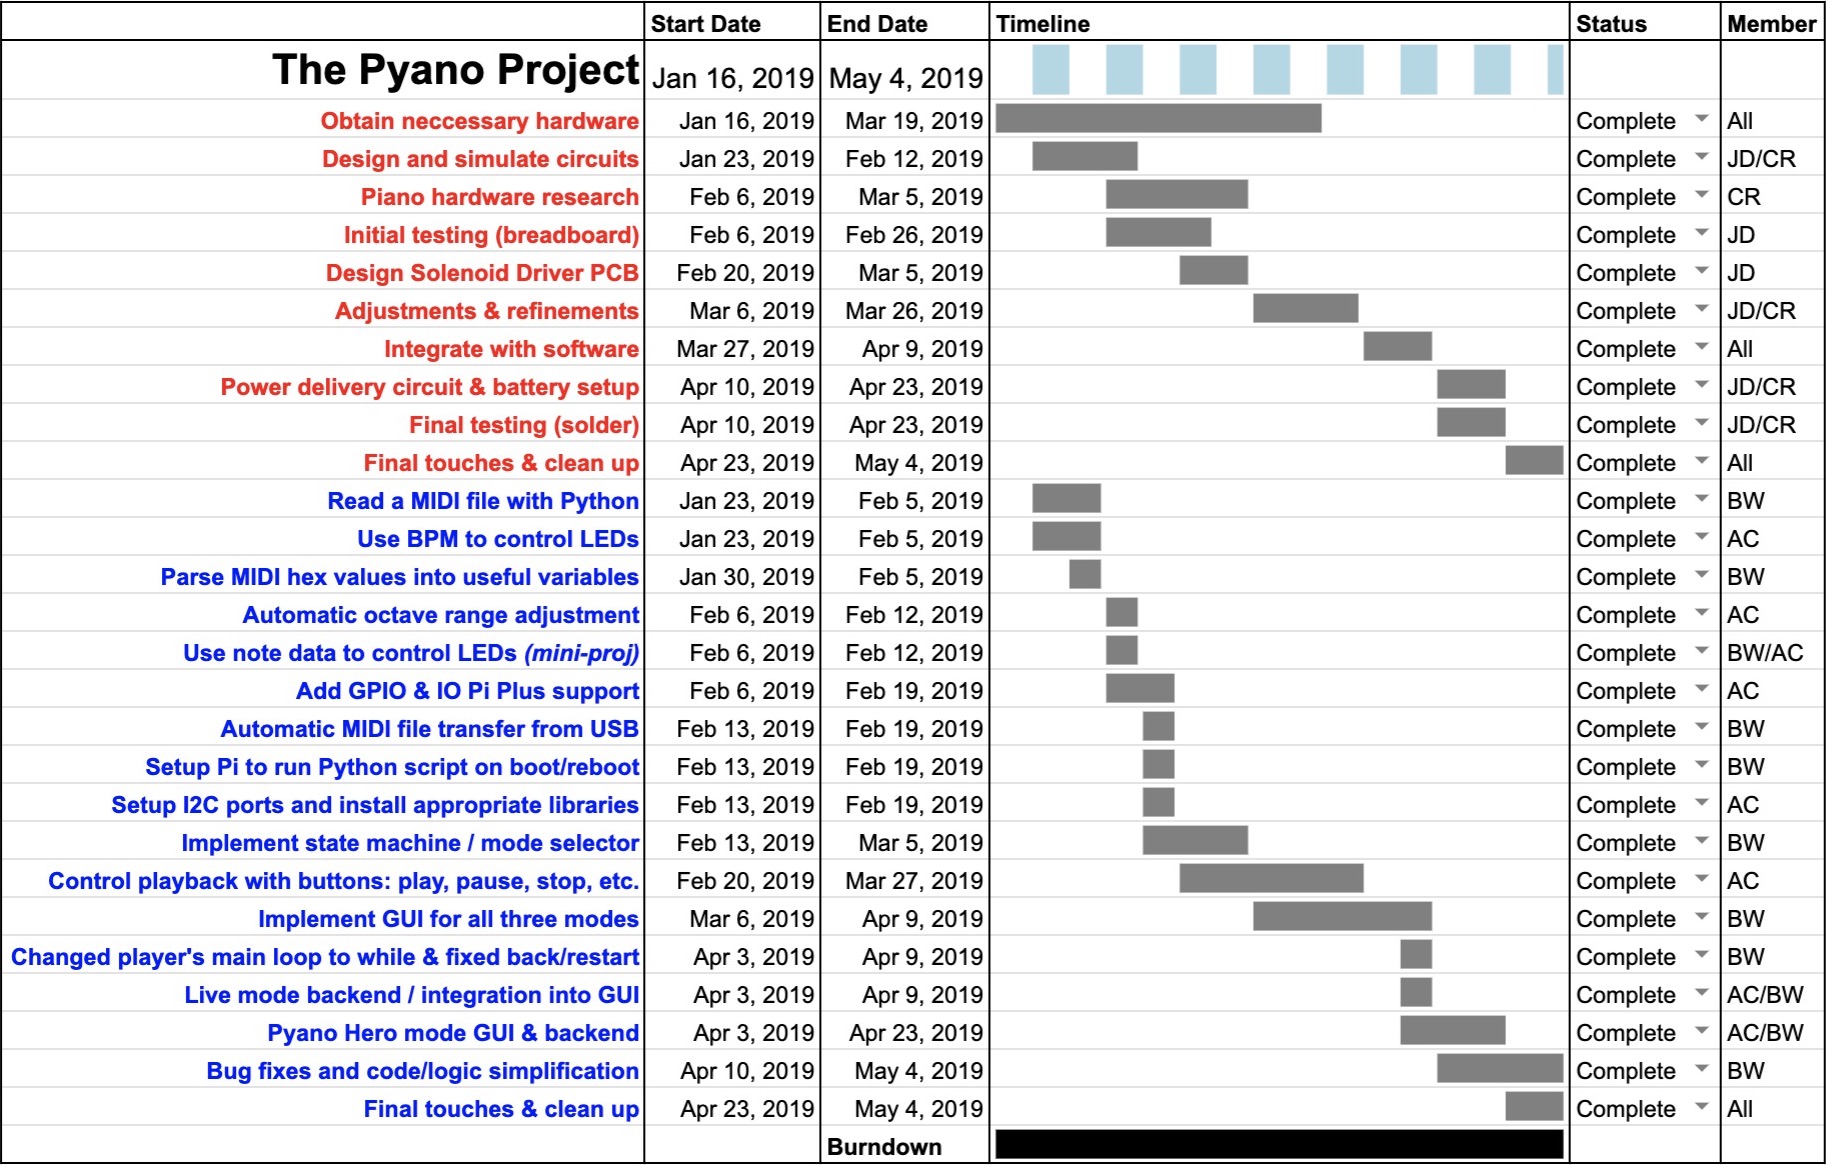 Start Date End Date Timeline Status Member
The Pyano Project Jan 16, 2019 May 4, 2019
Obtain neccessary hardware Jan 16, 2019 Mar 19, 2019 Complete All
Design and simulate circuits Jan 23, 2019 Feb 12, 2019 Complete JD/CR
Piano hardware research Feb 6, 2019 Mar 5, 2019 Complete CR
Initial testing (breadboard) Feb 6, 2019 Feb 26, 2019 Complete JD
Design Solenoid Driver PCB Feb 20, 2019 Mar 5, 2019 Complete JD
Adjustments & refinements Mar 6, 2019 Mar 26, 2019 Complete JD/CR
Integrate with software Mar 27, 2019 Apr 9, 2019 Complete All
Power delivery circuit & battery setup Apr 10, 2019 Apr 23, 2019 Complete JD/CR
Final testing (solder) Apr 10, 2019 Apr 23, 2019 Complete JD/CR
Final touches & clean up Apr 23, 2019 May 4, 2019 Complete All
Read a MIDI file with Python Jan 23, 2019 Feb 5, 2019 Complete BW
Use BPM to control LEDs Jan 23, 2019 Feb 5, 2019 Complete AC
Parse MIDI hex values into useful variables Jan 30, 2019 Feb 5, 2019 Complete BW
Automatic octave range adjustment Feb 6, 2019 Feb 12, 2019 Complete AC
Use note data to control LEDs (mini-proj) Feb 6, 2019 Feb 12, 2019 Complete BW/AC
Add GPIO & IO Pi Plus support Feb 6, 2019 Feb 19, 2019 Complete AC
Automatic MIDI file transfer from USB Feb 13, 2019 Feb 19, 2019 Complete BW
Setup Pi to run Python script on boot/reboot Feb 13, 2019 Feb 19, 2019 Complete BW
Setup I2C ports and install appropriate libraries Feb 13, 2019 Feb 19, 2019 Complete AC
Implement state machine / mode selector Feb 13, 2019 Mar 5, 2019 Complete BW
Control playback with buttons: play, pause, stop, etc. Feb 20, 2019 Mar 27, 2019 Complete AC
Implement GUI for all three modes Mar 6, 2019 Apr 9, 2019 Complete BW
Changed player's main loop to while & fixed back/restart Apr 3, 2019 Apr 9, 2019 Complete BW
Live mode backend / integration into GUI Apr 3, 2019 Apr 9, 2019 Complete AC/BW
Pyano Hero mode GUI & backend Apr 3, 2019 Apr 23, 2019 Complete AC/BW
Bug fixes and code/logic simplification Apr 10, 2019 May 4, 2019 Complete BW
Final touches & clean up Apr 23, 2019 May 4, 2019 Complete All
Burndown